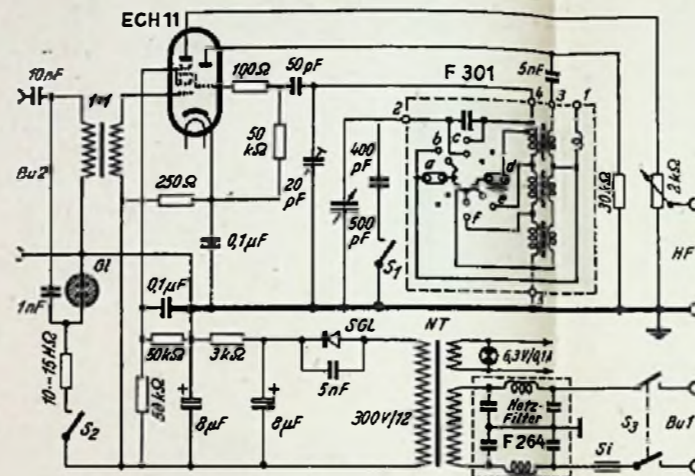 ECH11
10nF
1:1
100Ω
50pF
F 301
5nF
4
3
1
2
50
kΩ
20
pF
400
pF
500
pF
b
c
a
d
e
f
Bu2
250Ω
0,1µF
S1
30kΩ
2kΩ
HF
Gl
1nF
0,1µF
50kΩ
3kΩ
SGL
5nF
NT
6,3V/0,1A
50kΩ
8µF
8µF
300V/12
Netz-
Filter
F 264
S2
S3
Bu1
Si